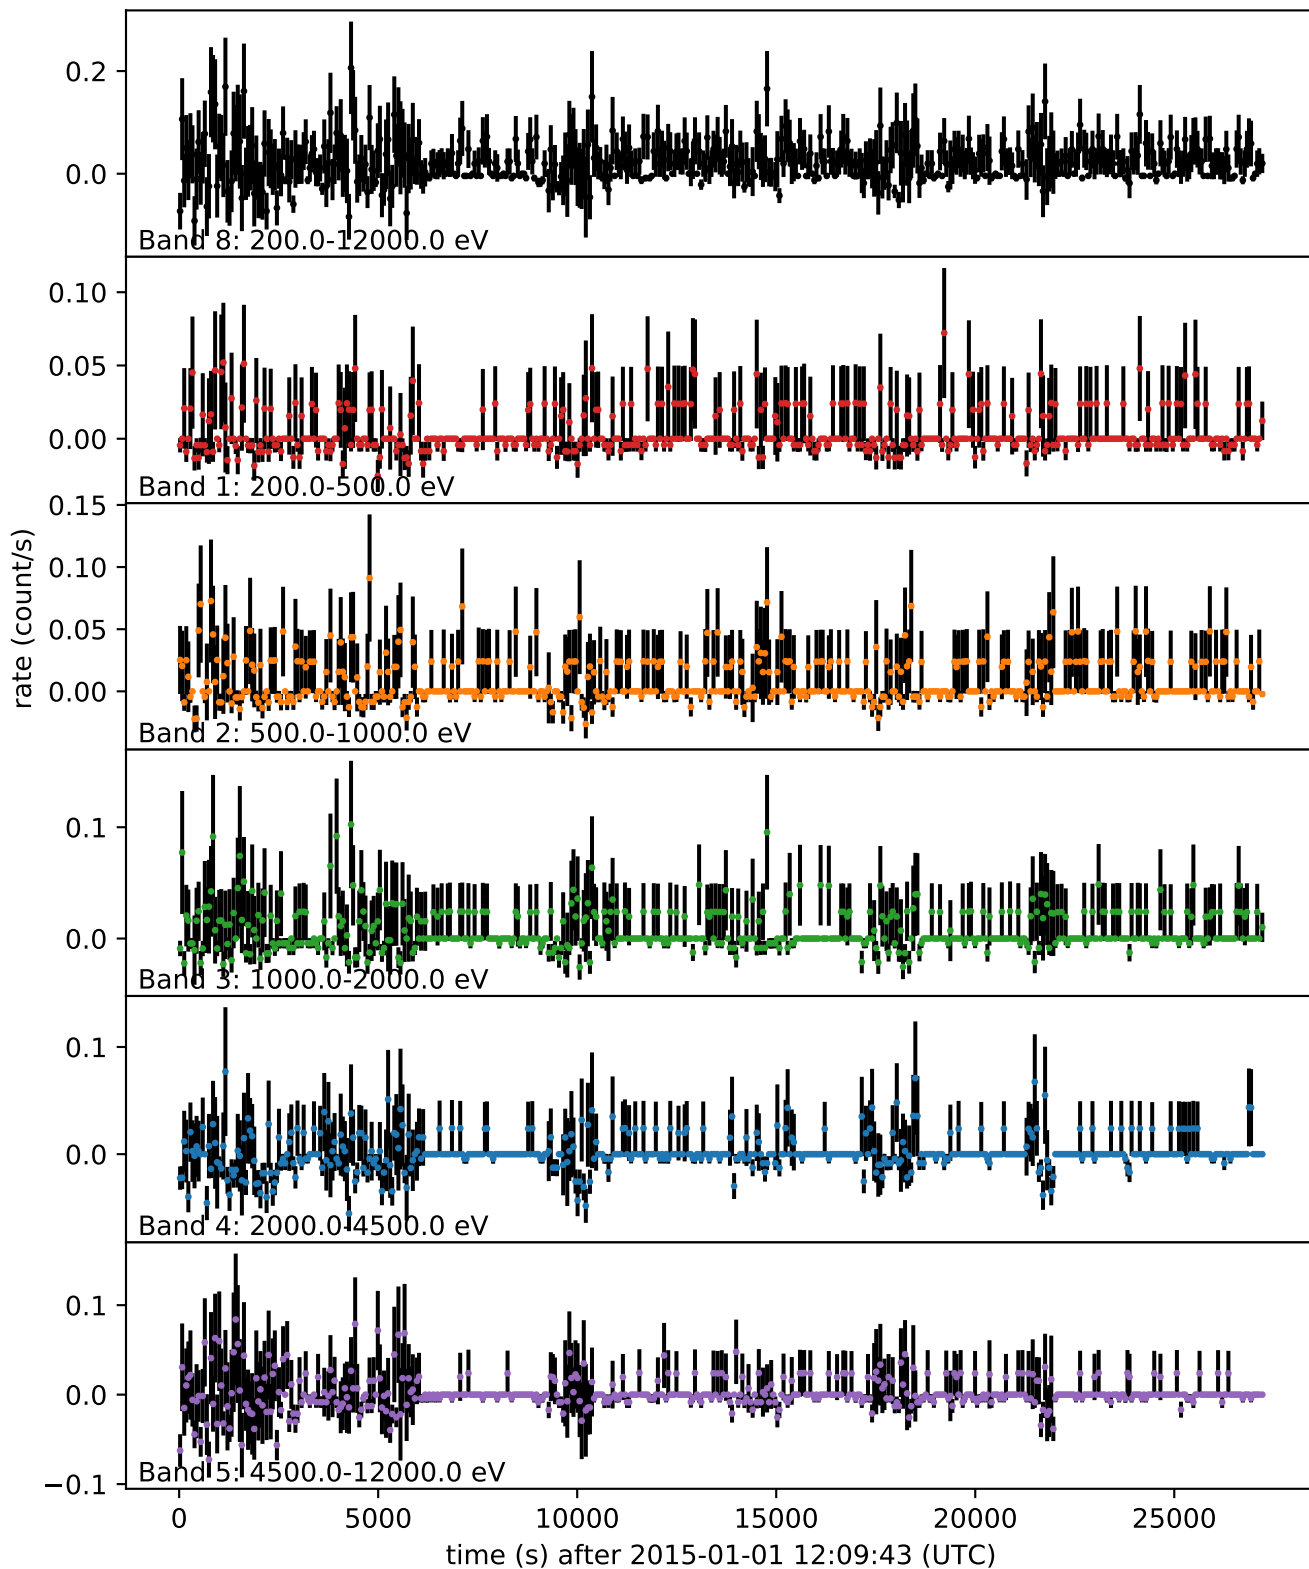 0.2
0.0
Band 8: 200.0-12000.0 eV
0.10
0.05
0.00
Band 1: 200.0-500.0 eV
0.15
0.10
0.05
0.00
Band 2: 500.0-1000.0 eV
rate (count/s)
0.1
0.0
Band 3: 1000.0-2000.0 eV
0.1
0.0
Band 4: 2000.0-4500.0 eV
0.1
0.0
−0.1
Band 5: 4500.0-12000.0 eV
0 5000 10000 15000 20000 25000
time (s) after 2015-01-01 12:09:43 (UTC)